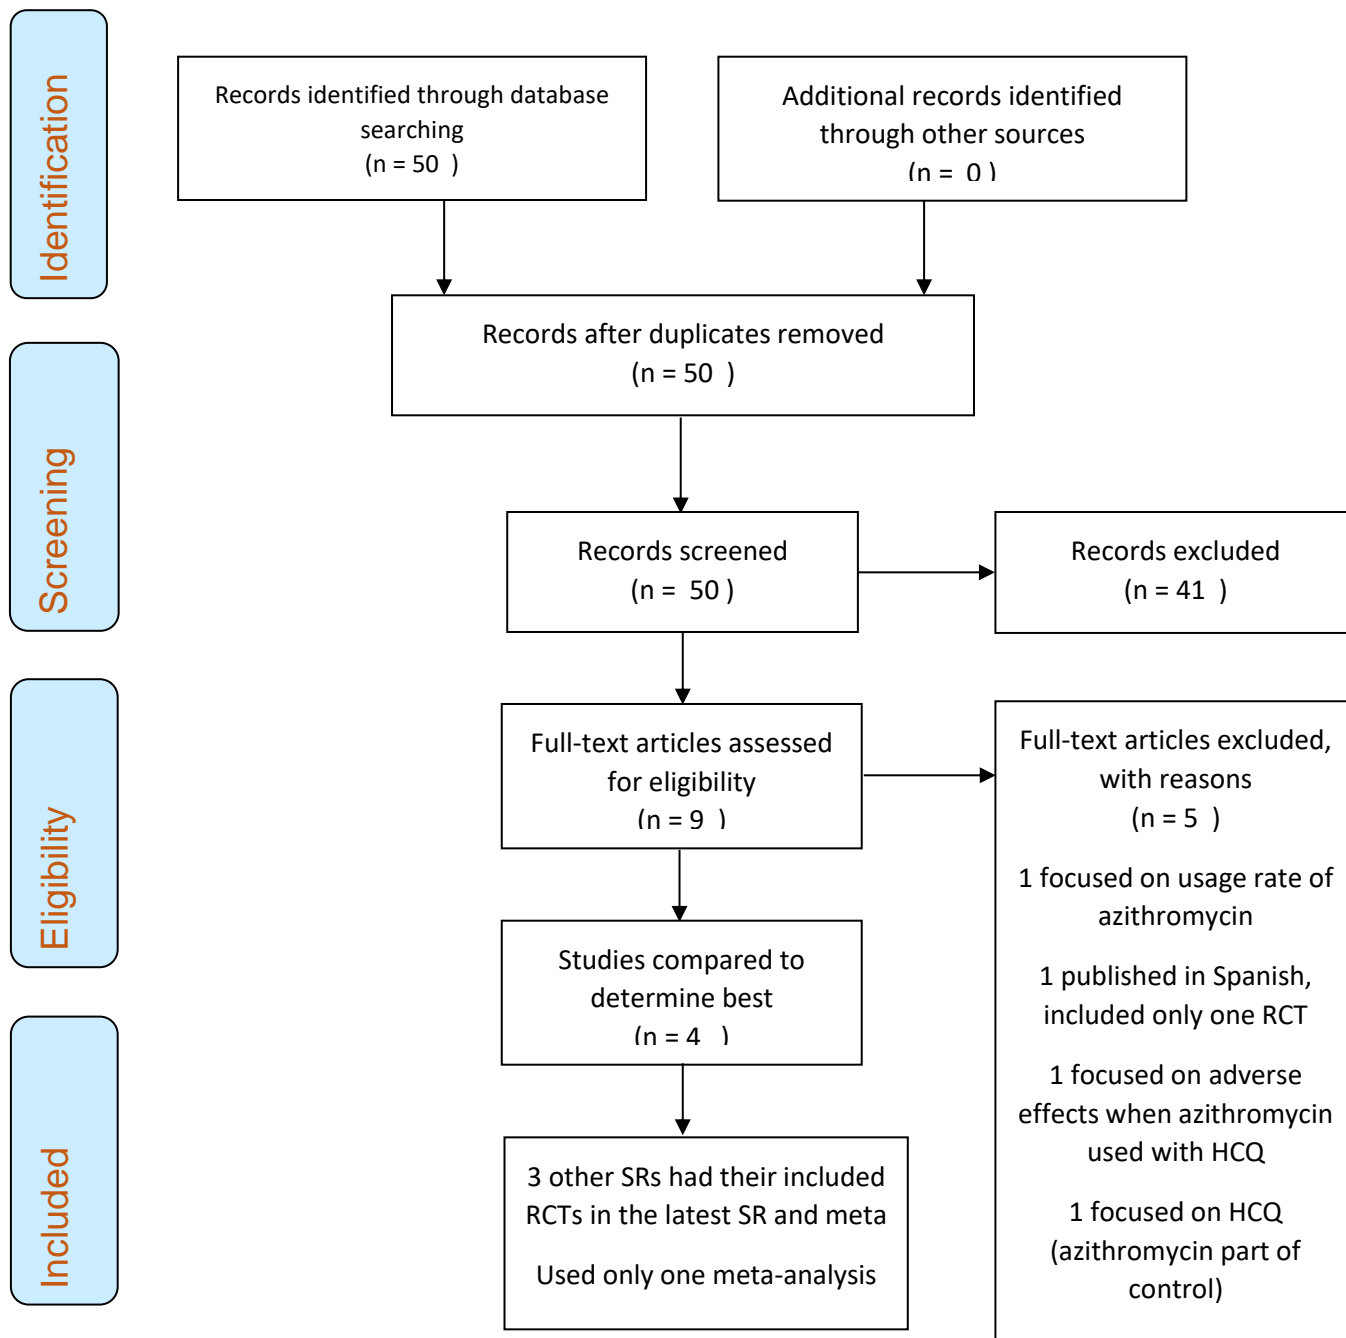 Identification
Records identified through database
searching
(n = 50  )
Additional records identified
through other sources
(n =  0 )
Records after duplicates removed
(n = 50  )
Screening
Records screened
(n =  50 )
Records excluded
(n = 41  )
Eligibility
Full-text articles assessed
for eligibility
(n = 9  )
Full-text articles excluded,
with reasons
(n = 5  )
1 focused on usage rate of
azithromycin
1 published in Spanish,
included only one RCT
1 focused on adverse
effects when azithromycin
used with HCQ
1 focused on HCQ
(azithromycin part of
control)
Studies compared to
determine best
(n = 4  )
Included
3 other SRs had their included
RCTs in the latest SR and meta
Used only one meta-analysis